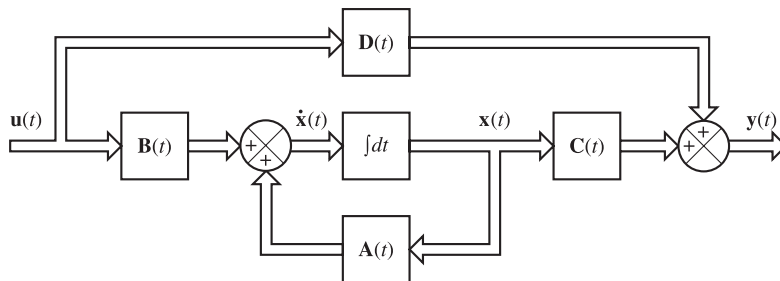 D(t)
u(t)
B(t)
+
+
ẋ(t)
∫dt
x(t)
C(t)
+
+
y(t)
A(t)